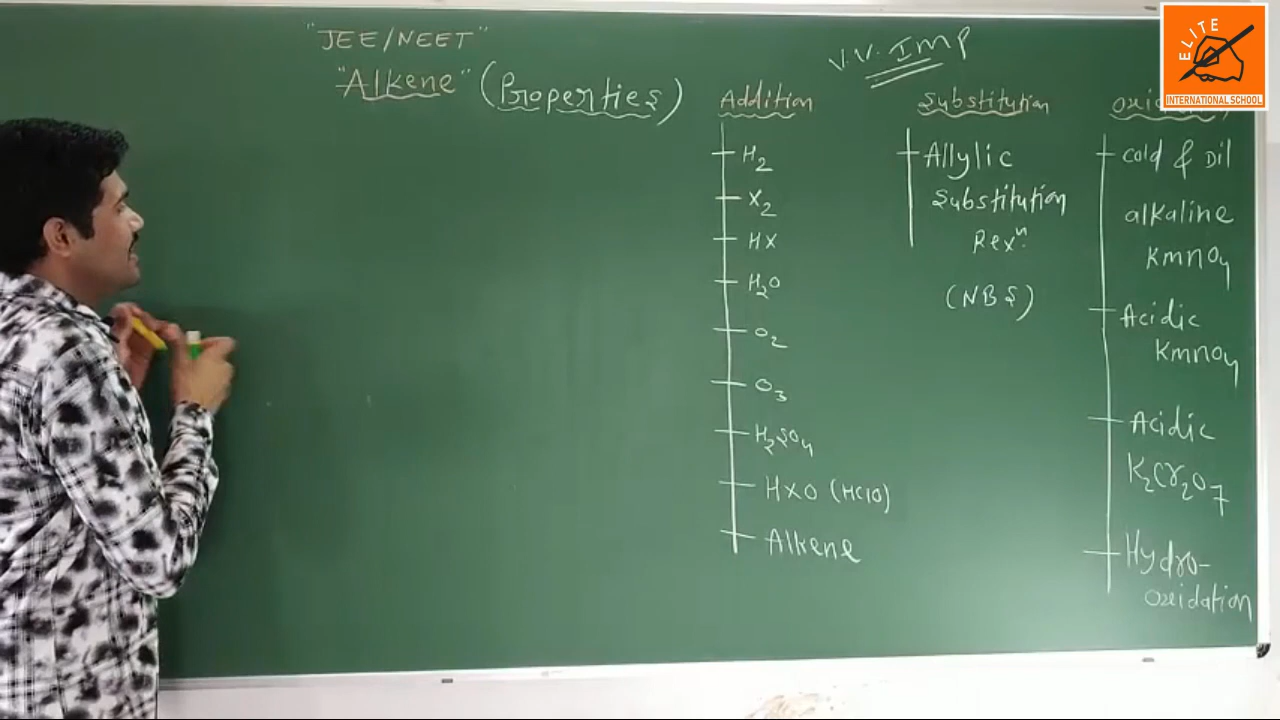 "JEE/NEET"
"Alkene" (Properties)
V.V. Imp
Addition
H2
X2
HX
H2O
O2
O3
H2SO4
HXO (HClO)
Alkene
Substitution
Allylic
Substitution
Rexn.
(NBS)
Cold & Dil
alkaline
KmnO4
Acidic
KmnO4
Acidic
K2Cr2O7
Hydro-
oxidation
ELITE
INTERNATIONAL SCHOOL